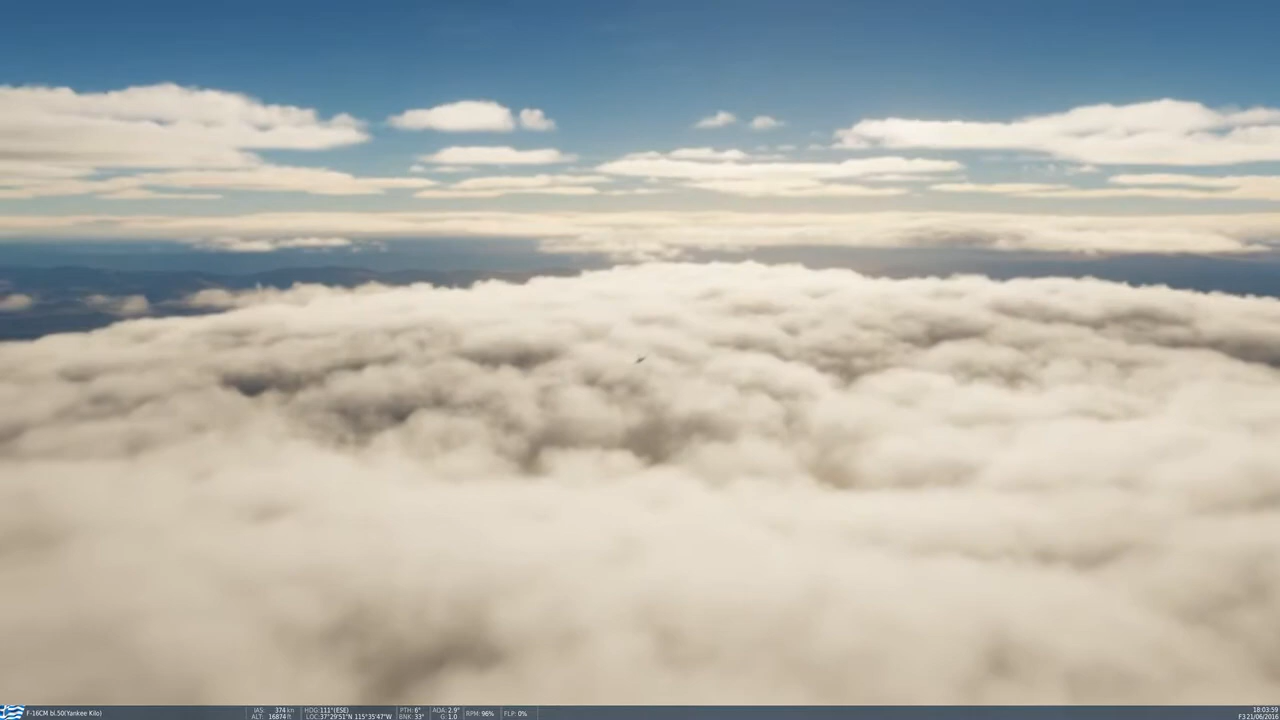 F-16CM bl.50(Yankee Kilo)
IAS: 374 kn
ALT: 16874 ft
HDG: 111°(ESE)
LOC: 37°29'51"N 115°35'47"W
PTH: 6°
BNK: 33°
AOA: 2.9°
G: 1.0
RPM: 96%
FLP: 0%
18:03:59
F3 21/06/2016